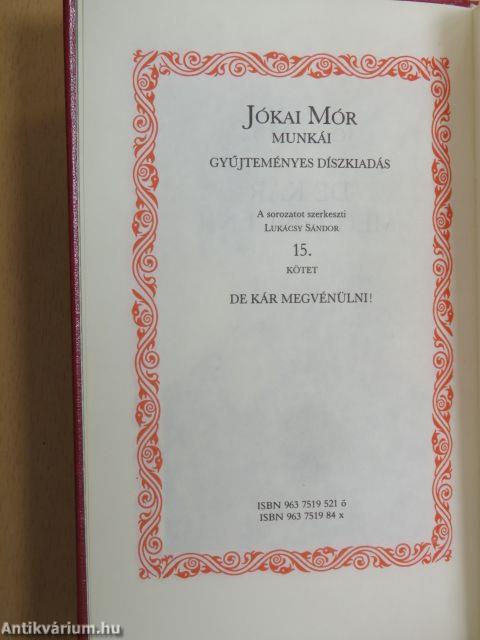 JÓKAI MÓR
MUNKÁI
GYŰJTEMÉNYES DÍSZKIADÁS
A sorozatot szerkeszti
LUKÁCSY SÁNDOR
15.
KÖTET
DE KÁR MEGVÉNÜLNI!
ISBN 963 7519 521 ö
ISBN 963 7519 84 x
Antikvárium.hu